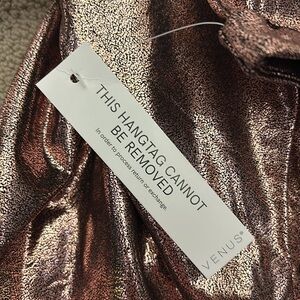 THIS HANGTAG CANNOT
BE REMOVED
in order to process return or exchange.
VENUS®